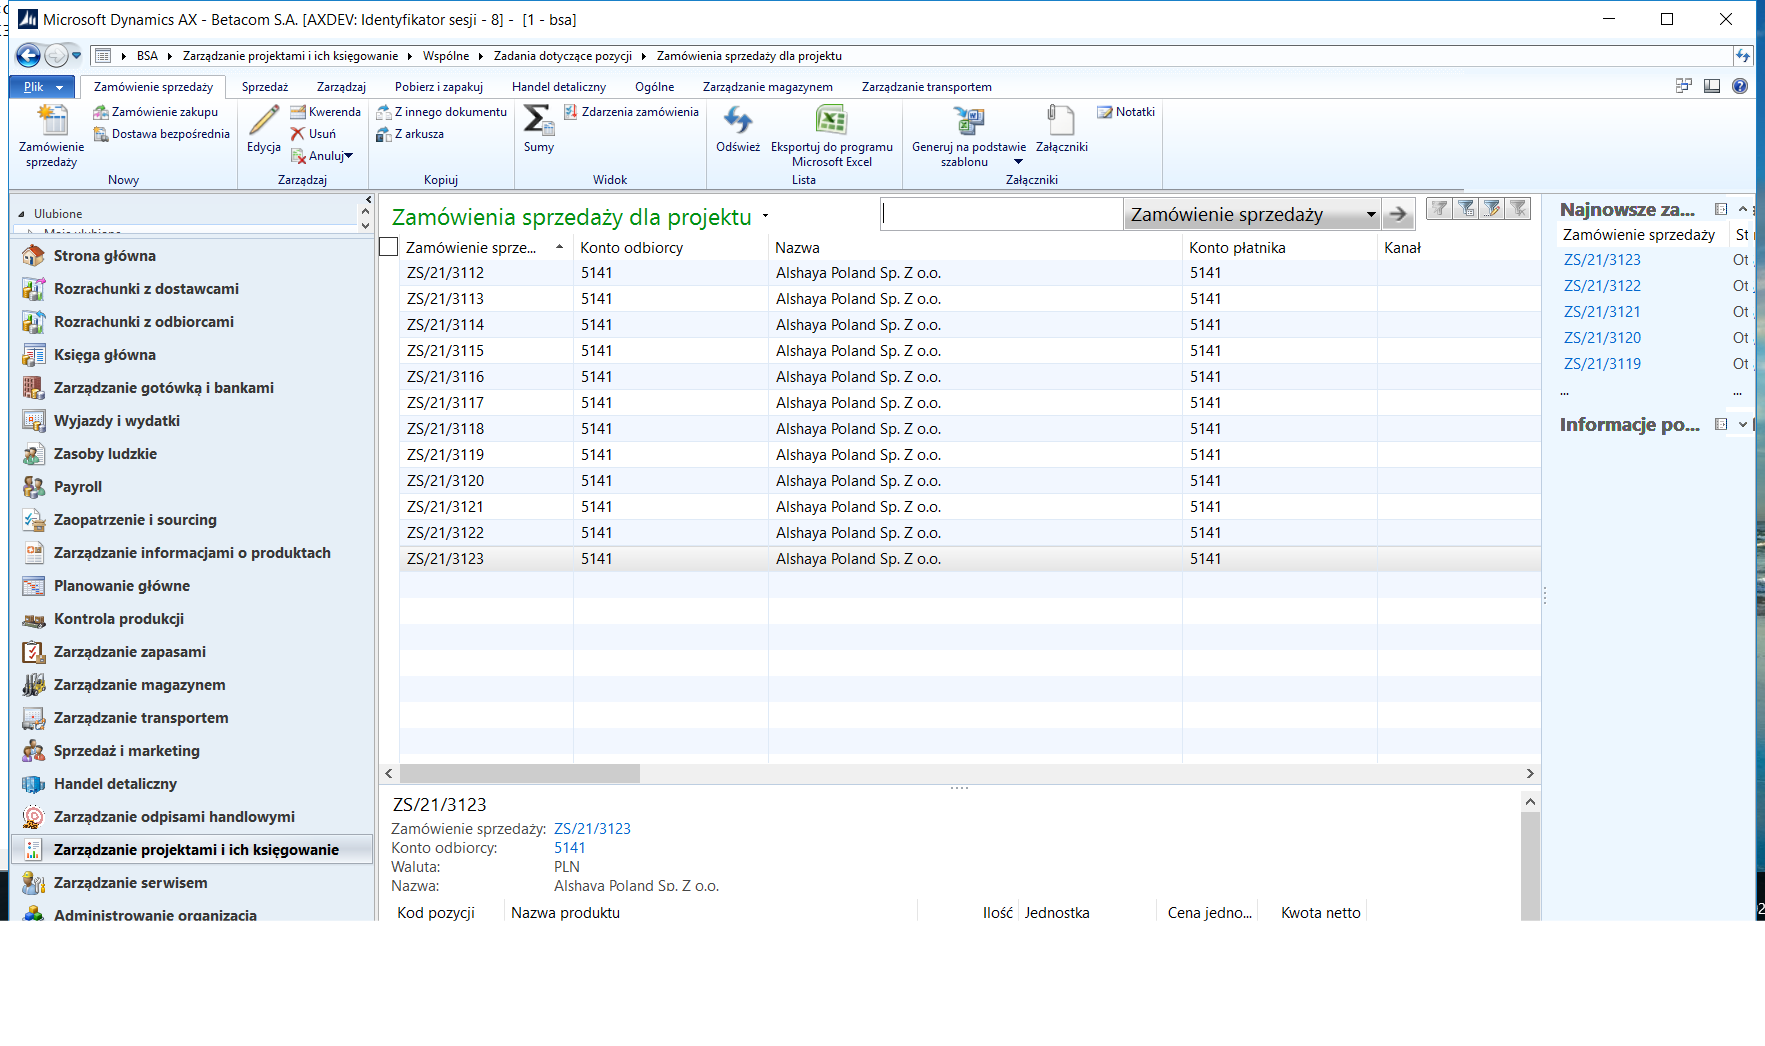 Microsoft Dynamics AX - Betacom S.A. [AXDEV: Identyfikator sesji - 8] - [1 - bsa]
BSA Zarządzanie projektami i ich księgowanie Wspólne Zadania dotyczące pozycji Zamówienia sprzedaży dla projektu
Plik Zamówienie sprzedaży Sprzedaż Zarządzaj Pobierz i zapakuj Handel detaliczny Ogólne Zarządzanie magazynem Zarządzanie transportem
Zamówienie sprzedaży
Zamówienie zakupu
Dostawa bezpośrednia
Nowy
Edycja
Kwerenda
Usuń
Anuluj
Zarządzaj
Z innego dokumentu
Z arkusza
Kopiuj
Sumy
Zdarzenia zamówienia
Widok
Odśwież
Eksportuj do programu
Microsoft Excel
Lista
Generuj na podstawie
szablonu
Załączniki
Notatki
Załączniki
Ulubione
Strona główna
Rozrachunki z dostawcami
Rozrachunki z odbiorcami
Księga główna
Zarządzanie gotówką i bankami
Wyjazdy i wydatki
Zasoby ludzkie
Payroll
Zaopatrzenie i sourcing
Zarządzanie informacjami o produktach
Planowanie główne
Kontrola produkcji
Zarządzanie zapasami
Zarządzanie magazynem
Zarządzanie transportem
Sprzedaż i marketing
Handel detaliczny
Zarządzanie odpisami handlowymi
Zarządzanie projektami i ich księgowanie
Zarządzanie serwisem
Administrowanie organizacją
Zamówienia sprzedaży dla projektu
Zamówienie sprzedaży
Zamówienie sprze... Konto odbiorcy Nazwa Konto płatnika Kanał
ZS/21/3112 5141 Alshaya Poland Sp. Z o.o. 5141
ZS/21/3113 5141 Alshaya Poland Sp. Z o.o. 5141
ZS/21/3114 5141 Alshaya Poland Sp. Z o.o. 5141
ZS/21/3115 5141 Alshaya Poland Sp. Z o.o. 5141
ZS/21/3116 5141 Alshaya Poland Sp. Z o.o. 5141
ZS/21/3117 5141 Alshaya Poland Sp. Z o.o. 5141
ZS/21/3118 5141 Alshaya Poland Sp. Z o.o. 5141
ZS/21/3119 5141 Alshaya Poland Sp. Z o.o. 5141
ZS/21/3120 5141 Alshaya Poland Sp. Z o.o. 5141
ZS/21/3121 5141 Alshaya Poland Sp. Z o.o. 5141
ZS/21/3122 5141 Alshaya Poland Sp. Z o.o. 5141
ZS/21/3123 5141 Alshaya Poland Sp. Z o.o. 5141
ZS/21/3123
Zamówienie sprzedaży: ZS/21/3123
Konto odbiorcy: 5141
Waluta: PLN
Nazwa: Alshaya Poland Sp. Z o.o.
Kod pozycji Nazwa produktu Ilość Jednostka Cena jedno... Kwota netto
Najnowsze za...
Zamówienie sprzedaży St
ZS/21/3123 Ot
ZS/21/3122 Ot
ZS/21/3121 Ot
ZS/21/3120 Ot
ZS/21/3119 Ot
... ...
Informacje po...